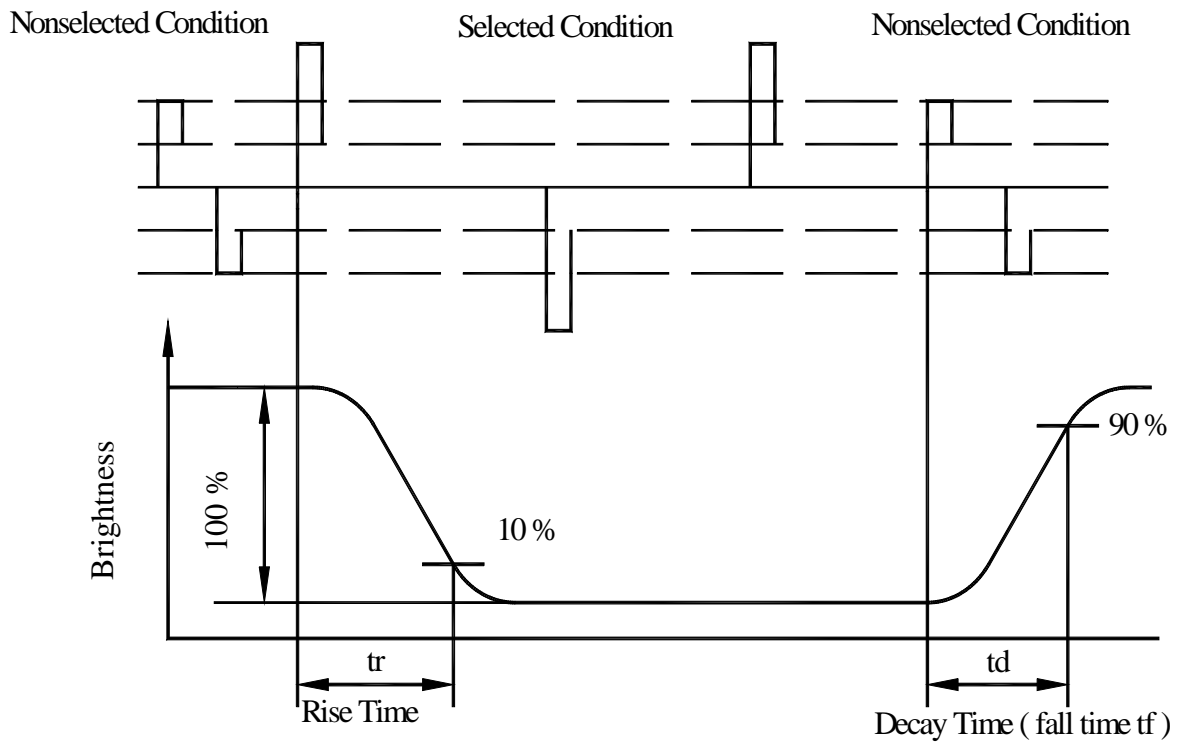 Nonselected Condition
Selected Condition
Nonselected Condition
90 %
10 %
100 %
Brightness
tr
td
Rise Time
Decay Time ( fall time tf )